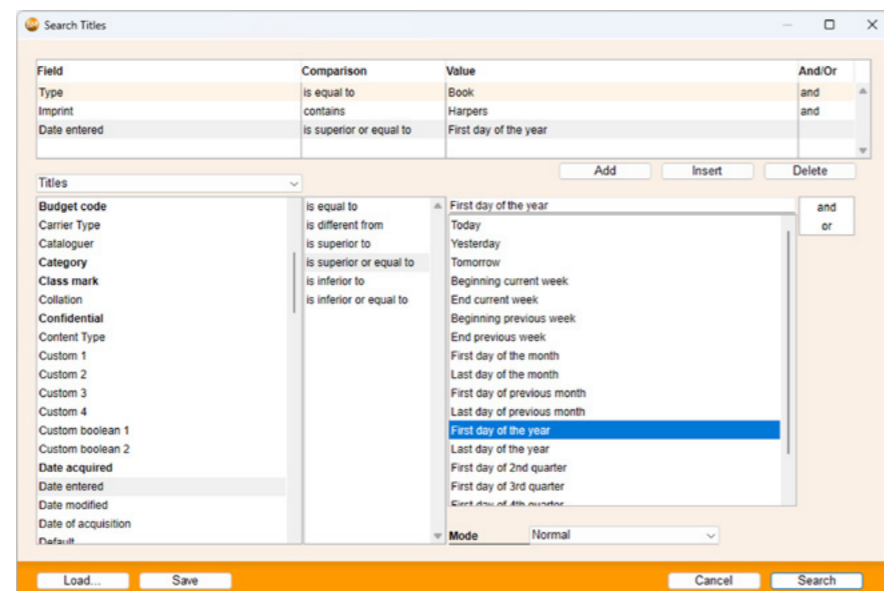 Search Titles
Field Comparison Value And/Or
Type is equal to Book and
Imprint contains Harpers and
Date entered is superior or equal to First day of the year
Add Insert Delete
Titles
Budget code
Carrier Type
Cataloguer
Category
Class mark
Collation
Confidential
Content Type
Custom 1
Custom 2
Custom 3
Custom 4
Custom boolean 1
Custom boolean 2
Date acquired
Date entered
Date modified
Date of acquisition
Default
is equal to
is different from
is superior to
is superior or equal to
is inferior to
is inferior or equal to
First day of the year
Today
Yesterday
Tomorrow
Beginning current week
End current week
Beginning previous week
End previous week
First day of the month
Last day of the month
First day of previous month
Last day of previous month
First day of the year
Last day of the year
First day of 2nd quarter
First day of 3rd quarter
First day of 4th quarter
and
or
Mode Normal
Load... Save Cancel Search